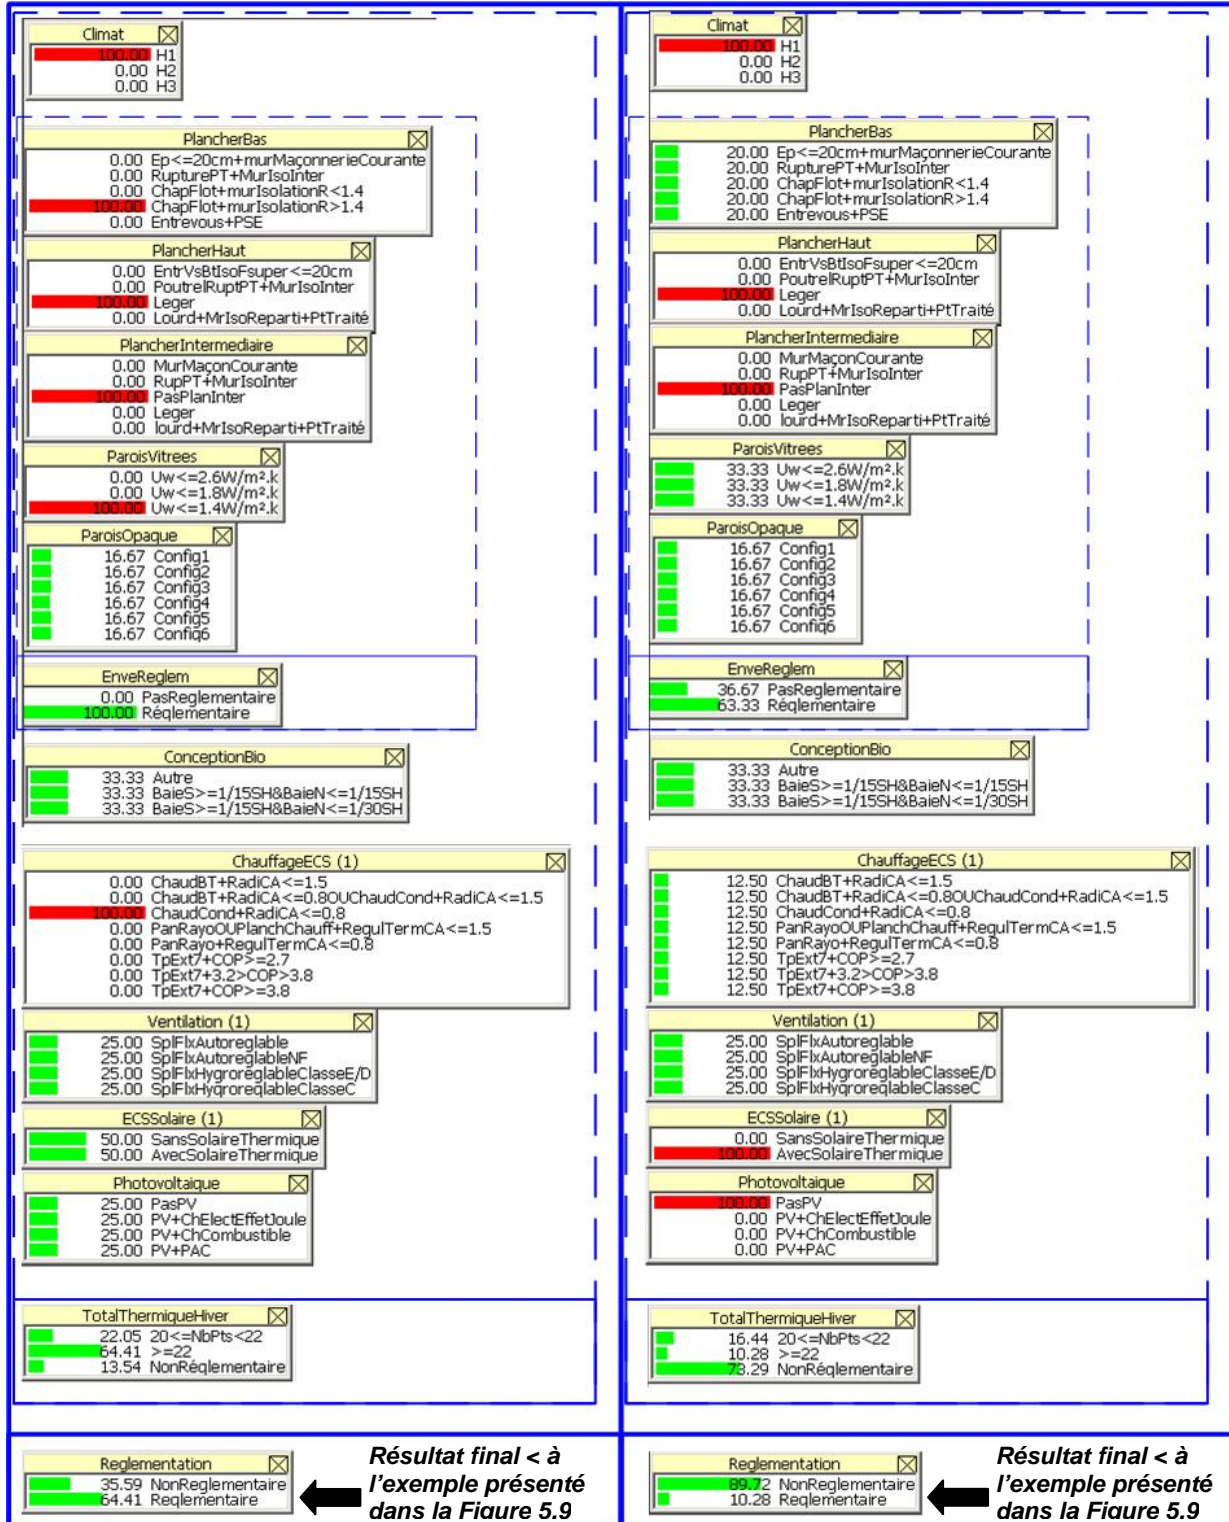 Climat
100.00 H1
0.00 H2
0.00 H3
PlancherBas
0.00 Ep<=20cm+murMaçonnerieCourante
0.00 RupturePT+MurIsoInter
0.00 ChapFlot+murIsolationR<1.4
100.00 ChapFlot+murIsolationR>1.4
0.00 Entrevous+PSE
PlancherHaut
0.00 EntrVsBtIsoFsuper<=20cm
0.00 PoutrelRuptPT+MurIsoInter
100.00 Leger
0.00 Lourd+MrIsoReparti+PtTraité
PlancherIntermediaire
0.00 MurMaçonCourante
0.00 RupPT+MurIsoInter
100.00 PasPlanInter
0.00 Leger
0.00 lourd+MrIsoReparti+PtTraité
ParoisVitrees
0.00 Uw<=2.6W/m².k
0.00 Uw<=1.8W/m².k
100.00 Uw<=1.4W/m².k
ParoisOpaque
16.67 Config1
16.67 Config2
16.67 Config3
16.67 Config4
16.67 Config5
16.67 Config6
EnveReglem
0.00 PasReglementaire
100.00 Réglementaire
ConceptionBio
33.33 Autre
33.33 BaieS>=1/15SH&BaieN<=1/15SH
33.33 BaieS>=1/15SH&BaieN<=1/30SH
ChauffageECS (1)
0.00 ChaudBT+RadiCA<=1.5
0.00 ChaudBT+RadiCA<=0.8OUChaudCond+RadiCA<=1.5
100.00 ChaudCond+RadiCA<=0.8
0.00 PanRayoOUPlanchChauff+RegulTermCA<=1.5
0.00 PanRayo+RegulTermCA<=0.8
0.00 TpExt7+COP>=2.7
0.00 TpExt7+3.2>COP>3.8
0.00 TpExt7+COP>=3.8
Ventilation (1)
25.00 SplFlxAutoreglable
25.00 SplFlxAutoreglableNF
25.00 SplFlxHygroreglableClasseE/D
25.00 SplFlxHygroreglableClasseC
ECSSolaire (1)
50.00 SansSolaireThermique
50.00 AvecSolaireThermique
Photovoltaique
25.00 PasPV
25.00 PV+ChElectEffetJoule
25.00 PV+ChCombustible
25.00 PV+PAC
TotalThermiqueHiver
22.05 20<=NbPts<22
64.41 >=22
13.54 NonRéglementaire
Reglementation
35.59 NonReglementaire
64.41 Reglementaire
Résultat final < à
l'exemple présenté
dans la Figure 5.9
Climat
100.00 H1
0.00 H2
0.00 H3
PlancherBas
20.00 Ep<=20cm+murMaçonnerieCourante
20.00 RupturePT+MurIsoInter
20.00 ChapFlot+murIsolationR<1.4
20.00 ChapFlot+murIsolationR>1.4
20.00 Entrevous+PSE
PlancherHaut
0.00 EntrVsBtIsoFsuper<=20cm
0.00 PoutrelRuptPT+MurIsoInter
100.00 Leger
0.00 Lourd+MrIsoReparti+PtTraité
PlancherIntermediaire
0.00 MurMaçonCourante
0.00 RupPT+MurIsoInter
100.00 PasPlanInter
0.00 Leger
0.00 lourd+MrIsoReparti+PtTraité
ParoisVitrees
33.33 Uw<=2.6W/m².k
33.33 Uw<=1.8W/m².k
33.33 Uw<=1.4W/m².k
ParoisOpaque
16.67 Config1
16.67 Config2
16.67 Config3
16.67 Config4
16.67 Config5
16.67 Config6
EnveReglem
36.67 PasReglementaire
63.33 Réglementaire
ConceptionBio
33.33 Autre
33.33 BaieS>=1/15SH&BaieN<=1/15SH
33.33 BaieS>=1/15SH&BaieN<=1/30SH
ChauffageECS (1)
12.50 ChaudBT+RadiCA<=1.5
12.50 ChaudBT+RadiCA<=0.8OUChaudCond+RadiCA<=1.5
12.50 ChaudCond+RadiCA<=0.8
12.50 PanRayoOUPlanchChauff+RegulTermCA<=1.5
12.50 PanRayo+RegulTermCA<=0.8
12.50 TpExt7+COP>=2.7
12.50 TpExt7+3.2>COP>3.8
12.50 TpExt7+COP>=3.8
Ventilation (1)
25.00 SplFlxAutoreglable
25.00 SplFlxAutoreglableNF
25.00 SplFlxHygroreglableClasseE/D
25.00 SplFlxHygroreglableClasseC
ECSSolaire (1)
0.00 SansSolaireThermique
100.00 AvecSolaireThermique
Photovoltaique
100.00 PasPV
0.00 PV+ChElectEffetJoule
0.00 PV+ChCombustible
0.00 PV+PAC
TotalThermiqueHiver
16.44 20<=NbPts<22
10.28 >=22
73.29 NonRéglementaire
Reglementation
89.72 NonReglementaire
10.28 Reglementaire
Résultat final < à
l'exemple présenté
dans la Figure 5.9